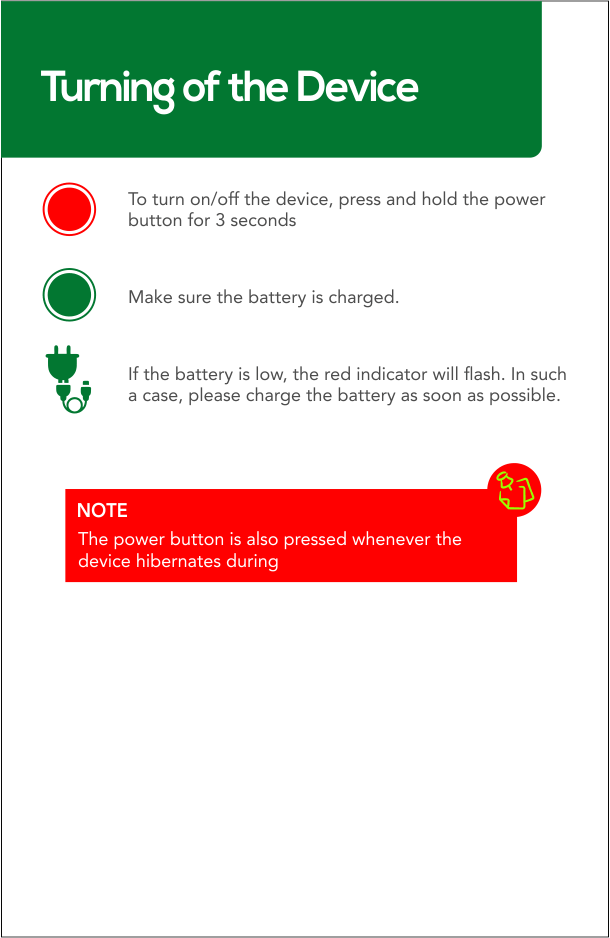 Turning of the Device
To turn on/off the device, press and hold the power
button for 3 seconds
Make sure the battery is charged.
If the battery is low, the red indicator will flash. In such
a case, please charge the battery as soon as possible.
NOTE
The power button is also pressed whenever the
device hibernates during